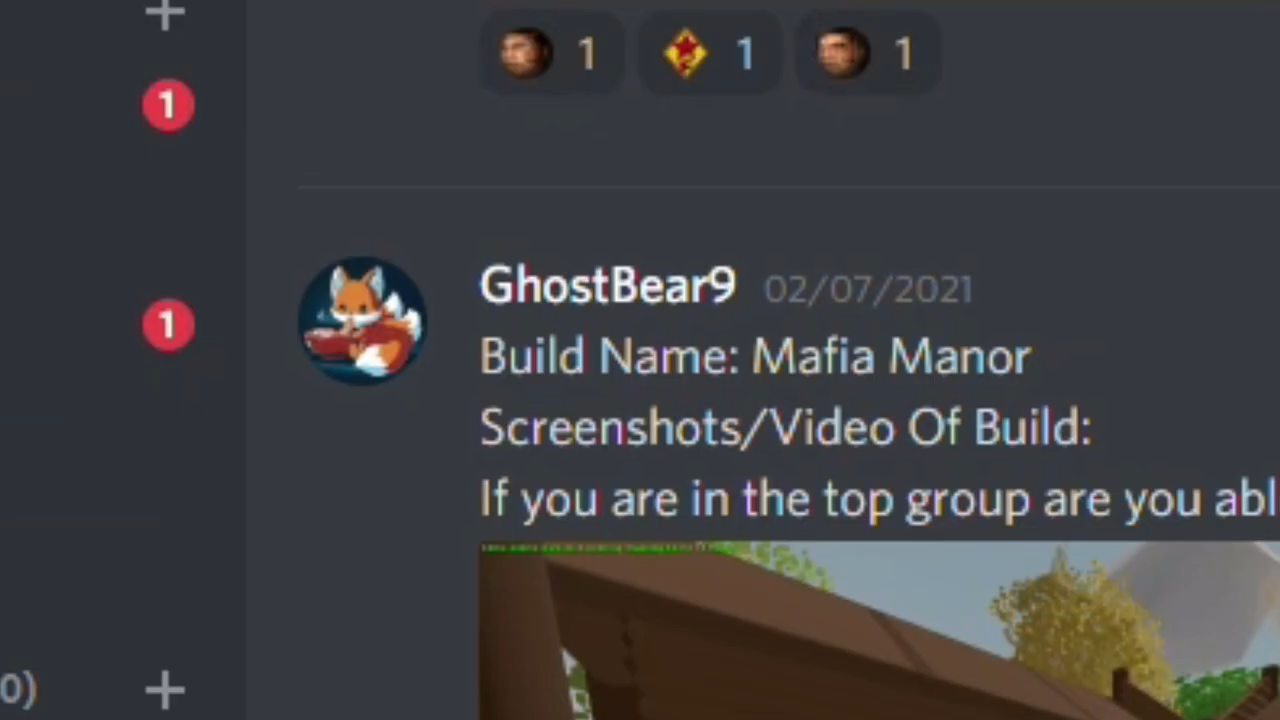 1 1 1
1
GhostBear9 02/07/2021
1
Build Name: Mafia Manor
Screenshots/Video Of Build:
If you are in the top group are you abl
0)